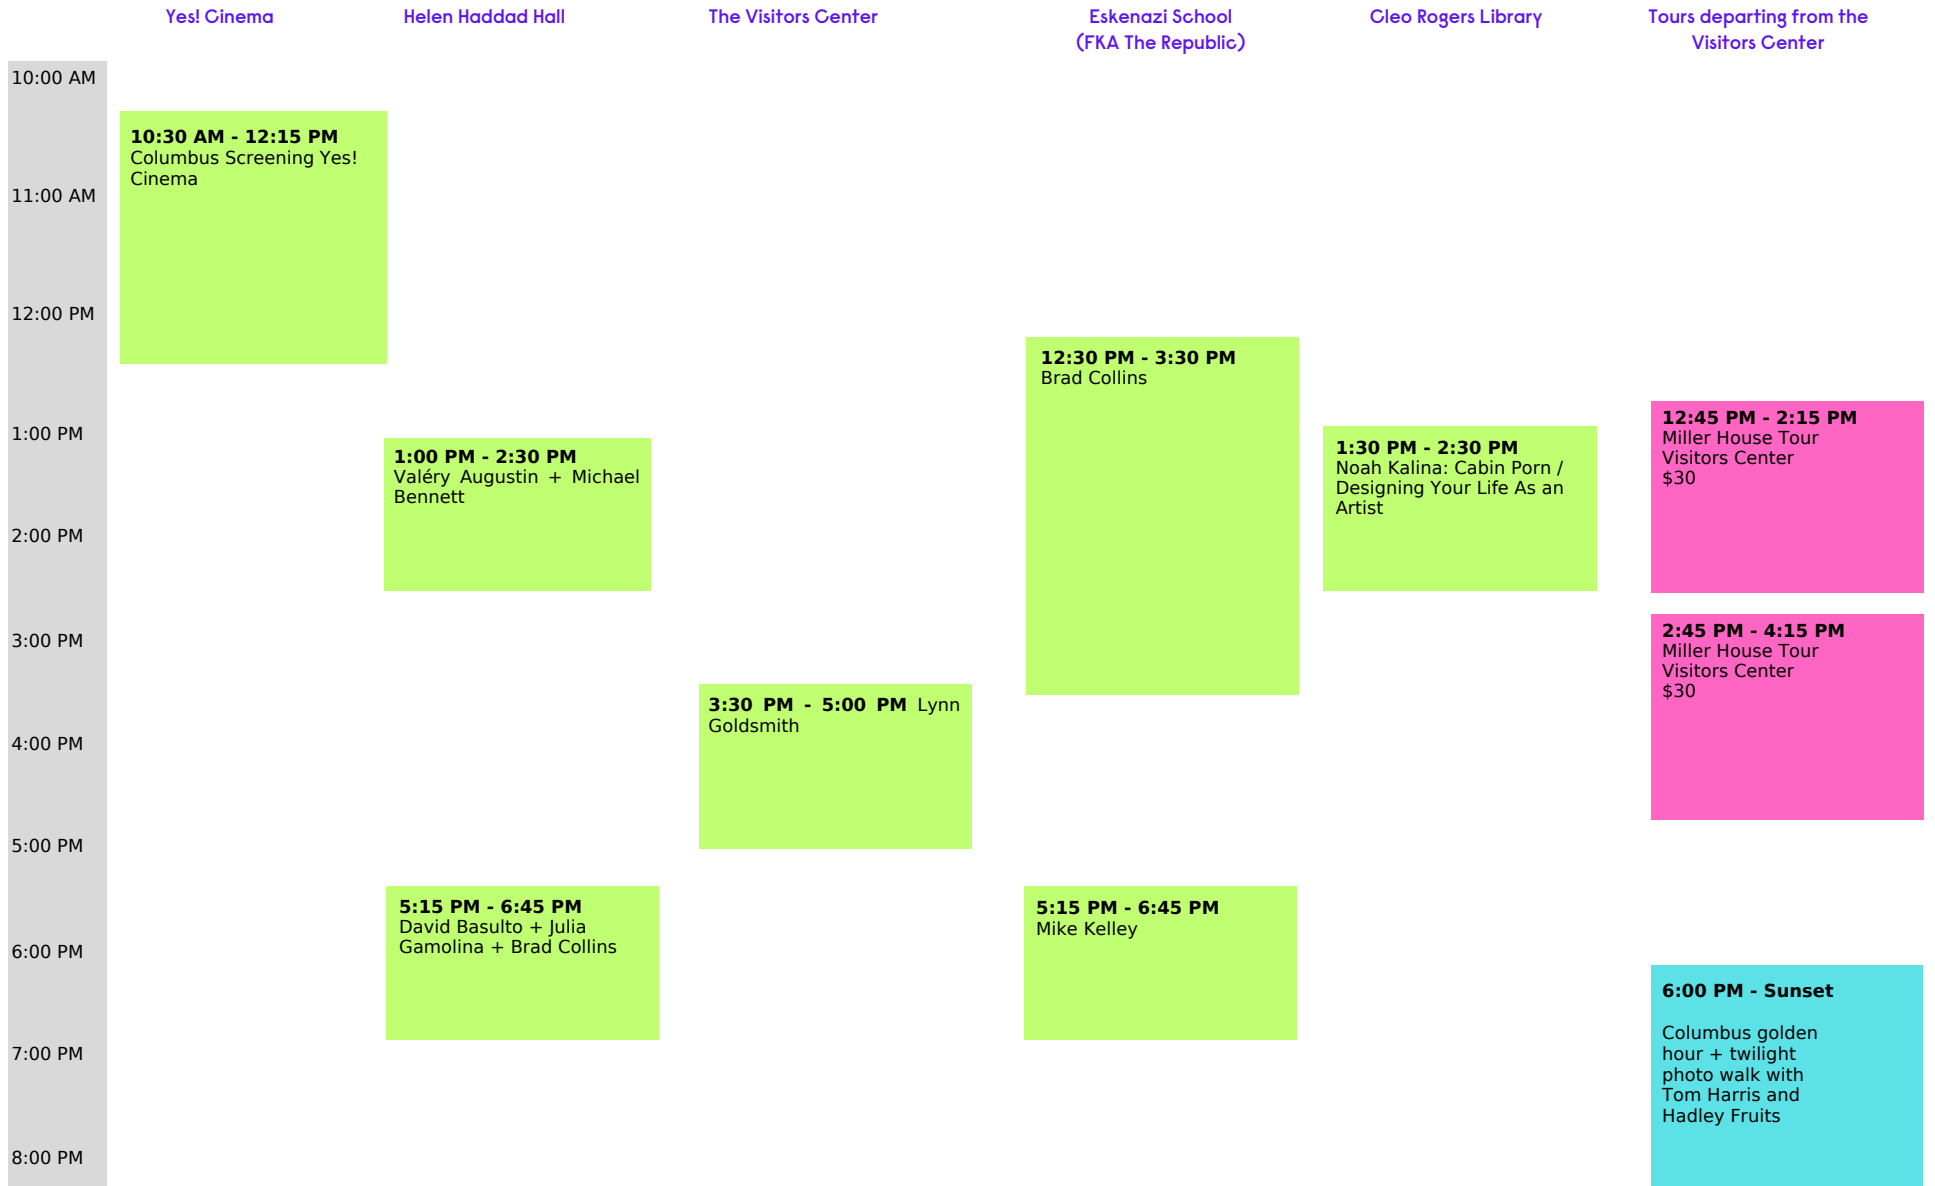 Yes! Cinema
Helen Haddad Hall
The Visitors Center
Eskenazi School
(FKA The Republic)
Cleo Rogers Library
Tours departing from the
Visitors Center
10:00 AM
11:00 AM
12:00 PM
1:00 PM
2:00 PM
3:00 PM
4:00 PM
5:00 PM
6:00 PM
7:00 PM
8:00 PM
10:30 AM - 12:15 PM
Columbus Screening Yes!
Cinema
1:00 PM - 2:30 PM
Valéry Augustin + Michael
Bennett
5:15 PM - 6:45 PM
David Basulto + Julia
Gamolina + Brad Collins
3:30 PM - 5:00 PM Lynn
Goldsmith
12:30 PM - 3:30 PM
Brad Collins
5:15 PM - 6:45 PM
Mike Kelley
1:30 PM - 2:30 PM
Noah Kalina: Cabin Porn /
Designing Your Life As an
Artist
12:45 PM - 2:15 PM
Miller House Tour
Visitors Center
$30
2:45 PM - 4:15 PM
Miller House Tour
Visitors Center
$30
6:00 PM - Sunset
Columbus golden
hour + twilight
photo walk with
Tom Harris and
Hadley Fruits